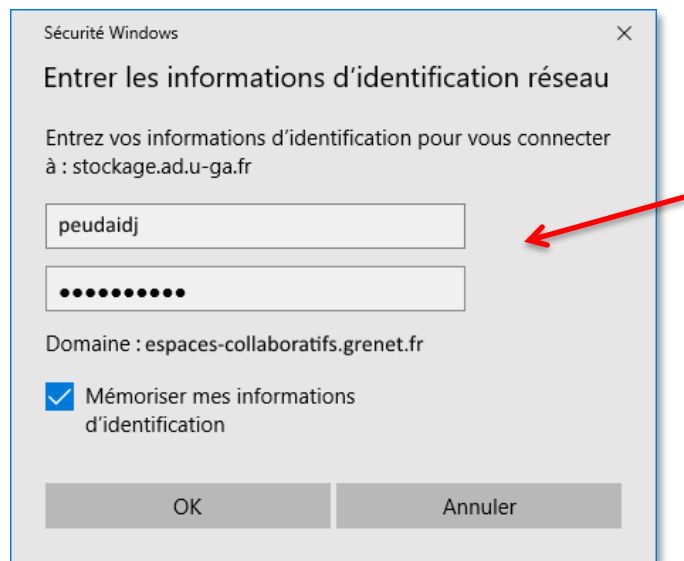 Sécurité Windows
Entrer les informations d’identification réseau
Entrez vos informations d’identification pour vous connecter
à : stockage.ad.u-ga.fr
peudaidj
●●●●●●●●●●
Domaine : espaces-collaboratifs.grenet.fr
Mémoriser mes informations
d’identification
OK
Annuler